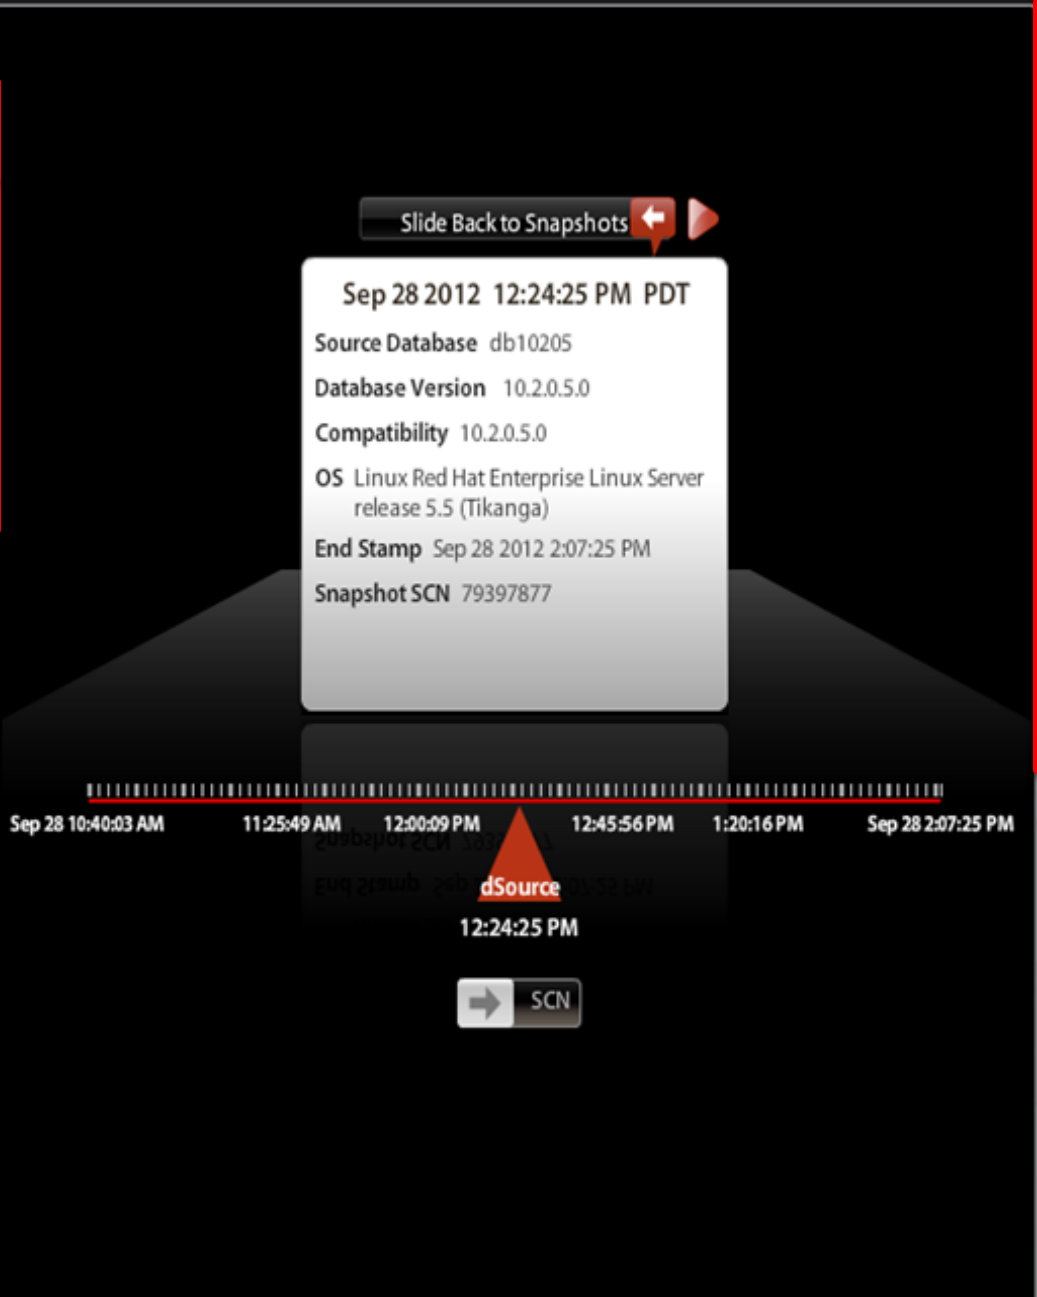 Slide Back to Snapshots
Sep 28 2012 12:24:25 PM PDT
Source Database db10205
Database Version 10.2.0.5.0
Compatibility 10.2.0.5.0
OS Linux Red Hat Enterprise Linux Server
release 5.5 (Tikanga)
End Stamp Sep 28 2012 2:07:25 PM
Snapshot SCN 79397877
Sep 28 10:40:03 AM 11:25:49 AM 12:00:09 PM 12:45:56 PM 1:20:16 PM Sep 28 2:07:25 PM
dSource
12:24:25 PM
SCN